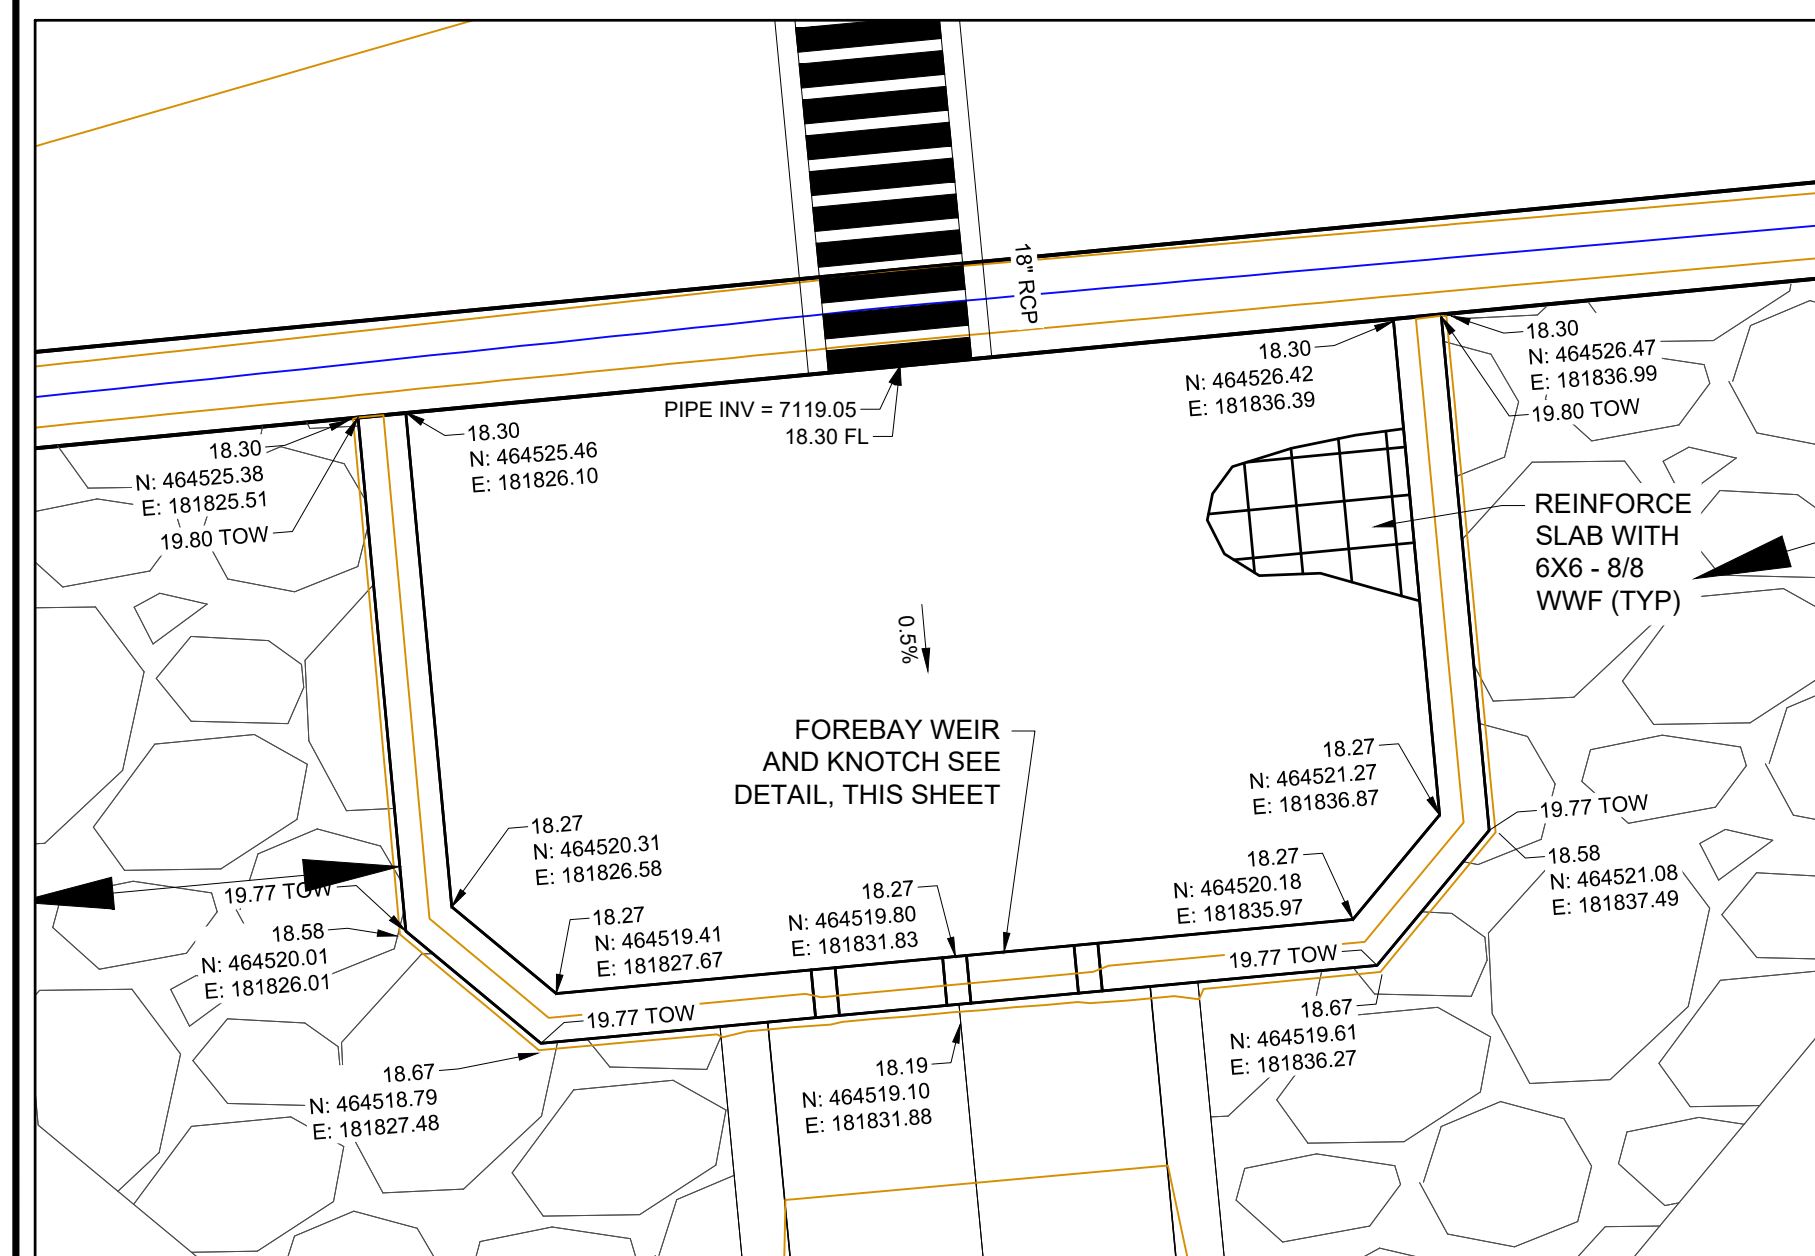 18" RCP
18.30
N: 464526.42
E: 181836.39
18.30
N: 464526.47
E: 181836.99
19.80 TOW
PIPE INV = 7119.05
18.30 FL
18.30
N: 464525.38
E: 181825.51
19.80 TOW
18.30
N: 464525.46
E: 181826.10
REINFORCE
SLAB WITH
6X6 - 8/8
WWF (TYP)
0.5%
FOREBAY WEIR
AND KNOTCH SEE
DETAIL, THIS SHEET
18.27
N: 464521.27
E: 181836.87
19.77 TOW
18.58
N: 464521.08
E: 181837.49
18.27
N: 464520.31
E: 181826.58
19.77 TOW
18.58
N: 464520.01
E: 181826.01
18.27
N: 464519.41
E: 181827.67
18.27
N: 464519.80
E: 181831.83
18.27
N: 464520.18
E: 181835.97
19.77 TOW
19.77 TOW
18.67
N: 464518.79
E: 181827.48
18.19
N: 464519.10
E: 181831.88
18.67
N: 464519.61
E: 181836.27